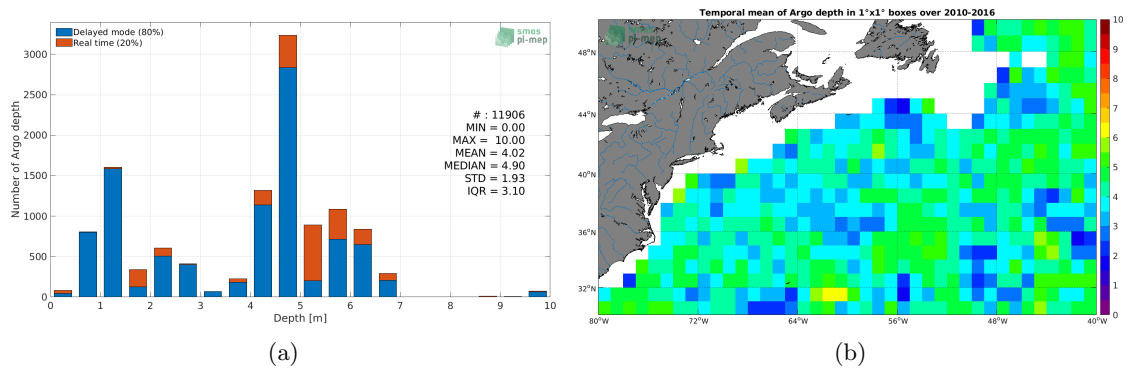 Delayed mode (80%)
Real time (20%)
smos
pi-mep
Number of Argo depth
3000
2500
2000
1500
1000
500
0
# : 11906
MIN = 0.00
MAX = 10.00
MEAN = 4.02
MEDIAN = 4.90
STD = 1.93
IQR = 3.10
0 1 2 3 4 5 6 7 8 9 10
Depth [m]
(a)
Temporal mean of Argo depth in 1°x1° boxes over 2010-2016
smos
pi-mep
48°N
44°N
40°N
36°N
32°N
80°W 72°W 64°W 56°W 48°W 40°W
10
9
8
7
6
5
4
3
2
1
0
(b)